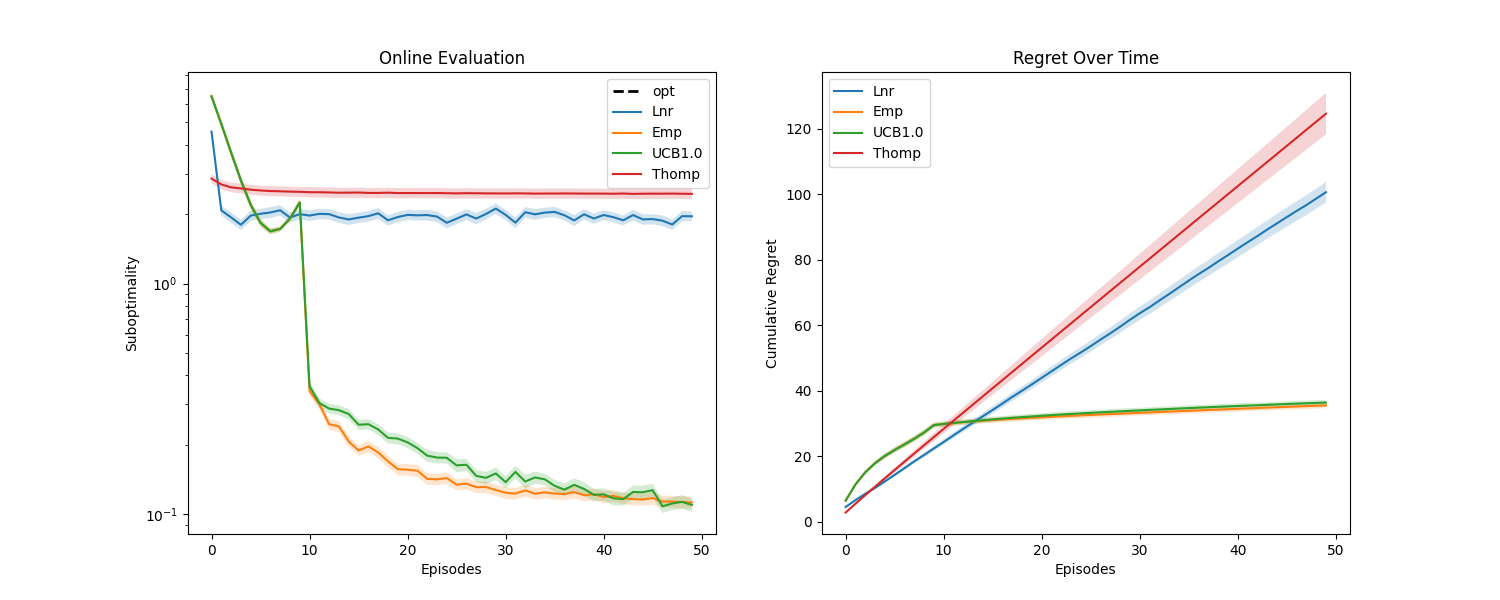 Online Evaluation
Suboptimality
10⁰
10⁻¹
opt
Lnr
Emp
UCB1.0
Thomp
0 10 20 30 40 50
Episodes
Regret Over Time
Cumulative Regret
120
100
80
60
40
20
0
Lnr
Emp
UCB1.0
Thomp
0 10 20 30 40 50
Episodes